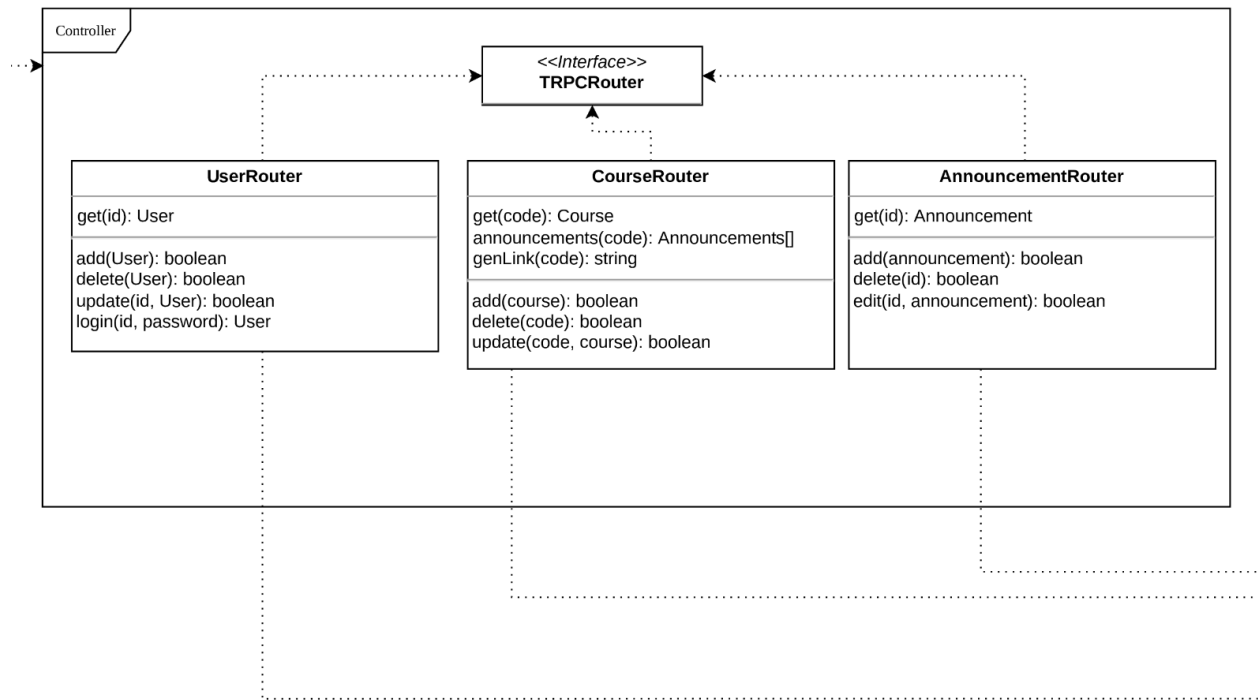 Controller
<<Interface>>
TRPCRouter
UserRouter
get(id): User
add(User): boolean
delete(User): boolean
update(id, User): boolean
login(id, password): User
CourseRouter
get(code): Course
announcements(code): Announcements[]
genLink(code): string
add(course): boolean
delete(code): boolean
update(code, course): boolean
AnnouncementRouter
get(id): Announcement
add(announcement): boolean
delete(id): boolean
edit(id, announcement): boolean